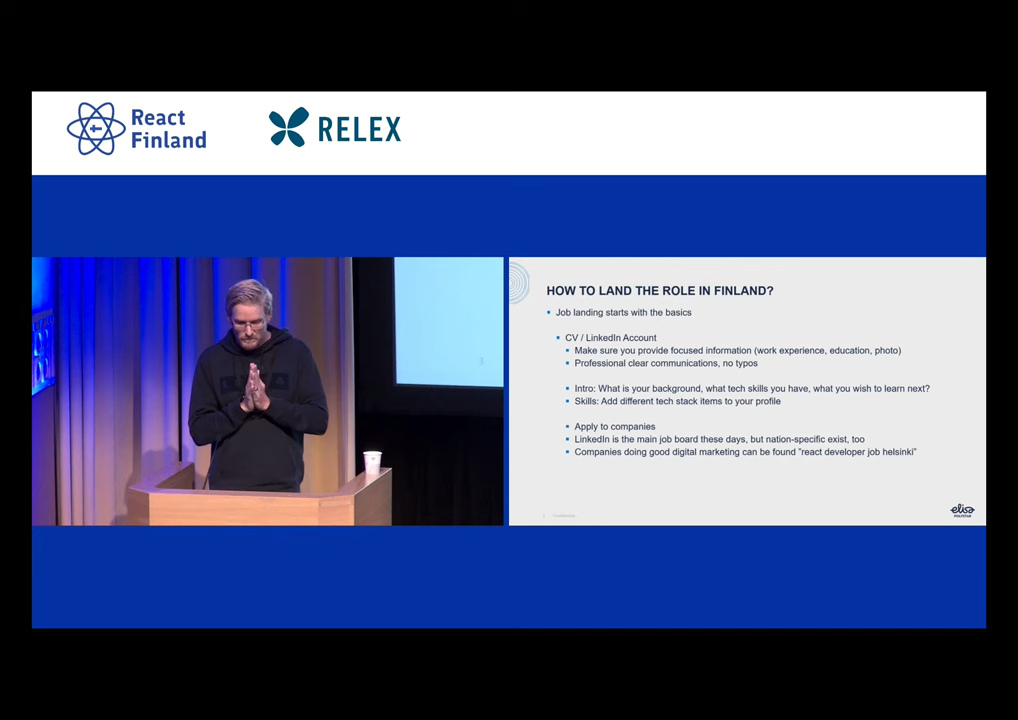 React
Finland
RELEX
HOW TO LAND THE ROLE IN FINLAND?
Job landing starts with the basics
CV / LinkedIn Account
Make sure you provide focused information (work experience, education, photo)
Professional clear communications, no typos
Intro: What is your background, what tech skills you have, what you wish to learn next?
Skills: Add different tech stack items to your profile
Apply to companies
LinkedIn is the main job board these days, but nation-specific exist, too
Companies doing good digital marketing can be found "react developer job helsinki"
elisa
POLYSTAR